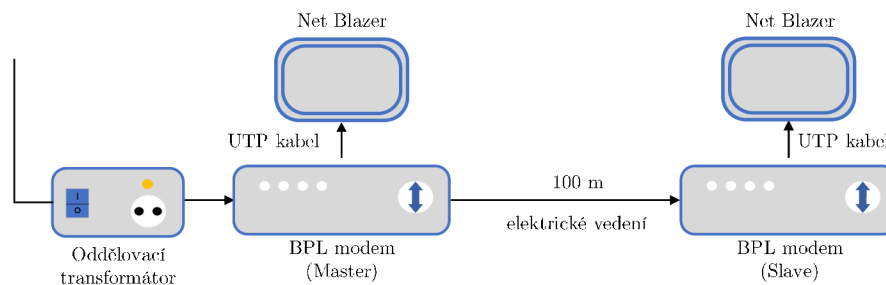 Net Blazer
Net Blazer
UTP kabel
UTP kabel
I
O
100 m
elektrické vedení
Oddělovací
transformátor
BPL modem
(Master)
BPL modem
(Slave)